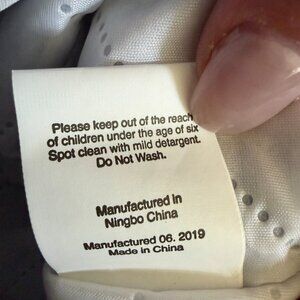 Please keep out of the reach
of children under the age of six
Spot clean with mild detergent.
Do Not Wash.
Manufactured In
Ningbo China
Manufactured 06. 2019
Made in China